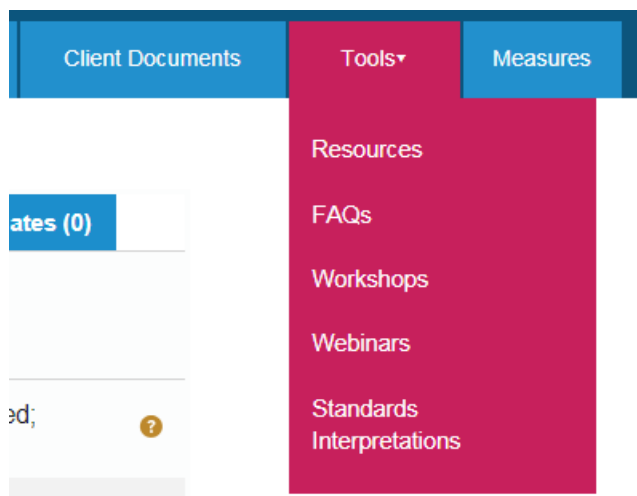 Client Documents
Tools▾
Measures
Resources
FAQs
ates (0)
Workshops
Webinars
ed;
?
Standards
Interpretations